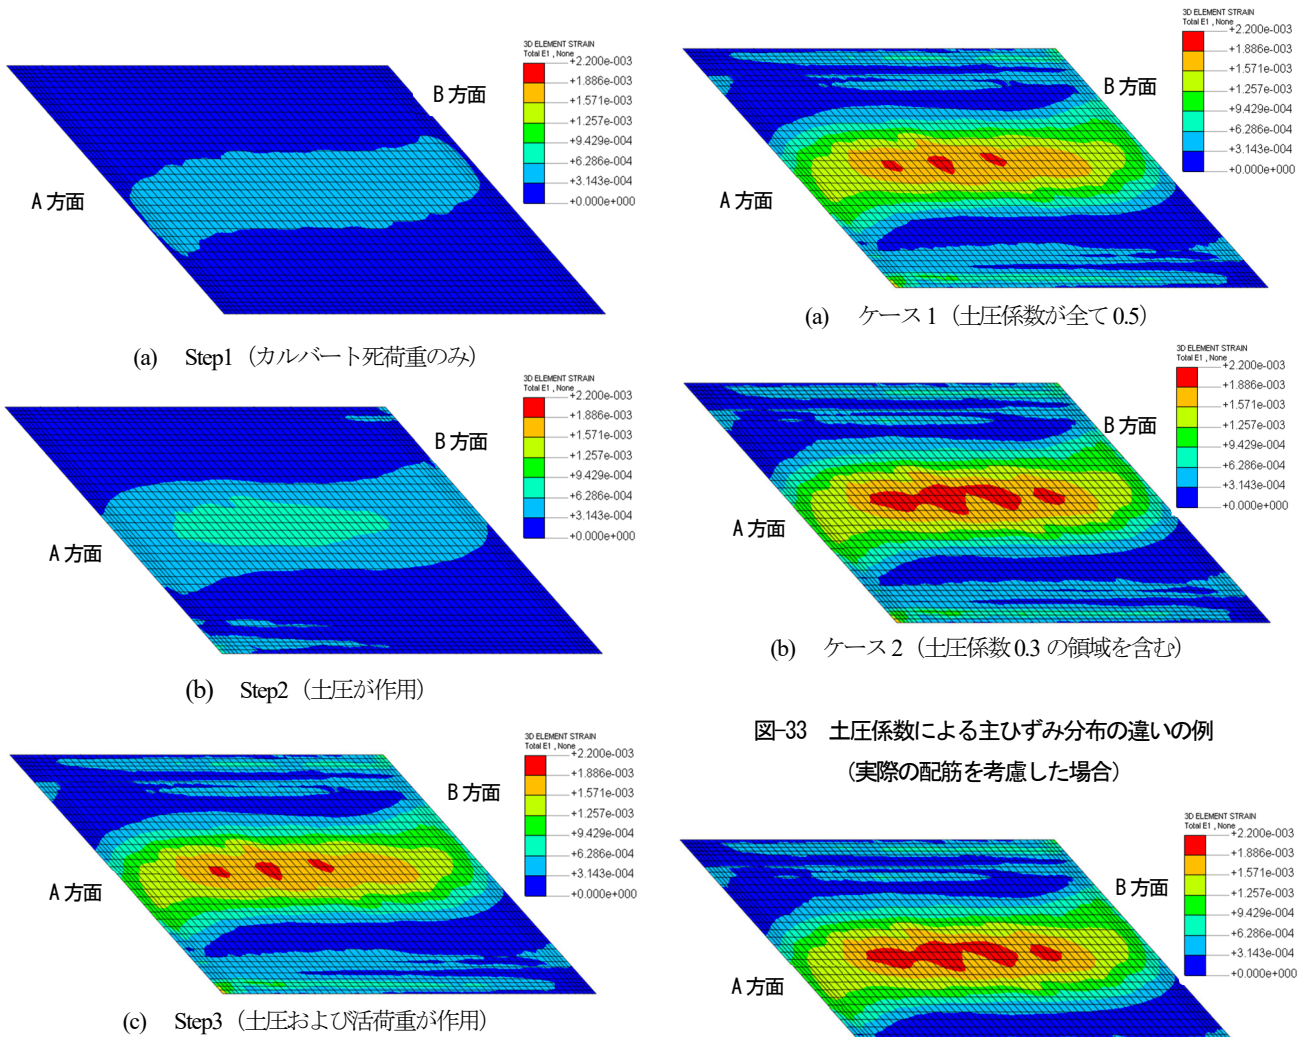 3D ELEMENT STRAIN
Total E1 , None
+2.200e-003
+1.886e-003
+1.571e-003
+1.257e-003
+9.429e-004
+6.286e-004
+3.143e-004
+0.000e+000
B 方面
A 方面
(a) Step1（カルバート死荷重のみ）
3D ELEMENT STRAIN
Total E1 , None
+2.200e-003
+1.886e-003
+1.571e-003
+1.257e-003
+9.429e-004
+6.286e-004
+3.143e-004
+0.000e+000
B 方面
A 方面
(b) Step2（土圧が作用）
3D ELEMENT STRAIN
Total E1 , None
+2.200e-003
+1.886e-003
+1.571e-003
+1.257e-003
+9.429e-004
+6.286e-004
+3.143e-004
+0.000e+000
B 方面
A 方面
(c) Step3（土圧および活荷重が作用）
3D ELEMENT STRAIN
Total E1 , None
+2.200e-003
+1.886e-003
+1.571e-003
+1.257e-003
+9.429e-004
+6.286e-004
+3.143e-004
+0.000e+000
B 方面
A 方面
(a) ケース 1（土圧係数が全て 0.5）
3D ELEMENT STRAIN
Total E1 , None
+2.200e-003
+1.886e-003
+1.571e-003
+1.257e-003
+9.429e-004
+6.286e-004
+3.143e-004
+0.000e+000
B 方面
A 方面
(b) ケース 2（土圧係数 0.3 の領域を含む）
図-33 土圧係数による主ひずみ分布の違いの例
（実際の配筋を考慮した場合）
3D ELEMENT STRAIN
Total E1 , None
+2.200e-003
+1.886e-003
+1.571e-003
+1.257e-003
+9.429e-004
+6.286e-004
+3.143e-004
+0.000e+000
B 方面
A 方面